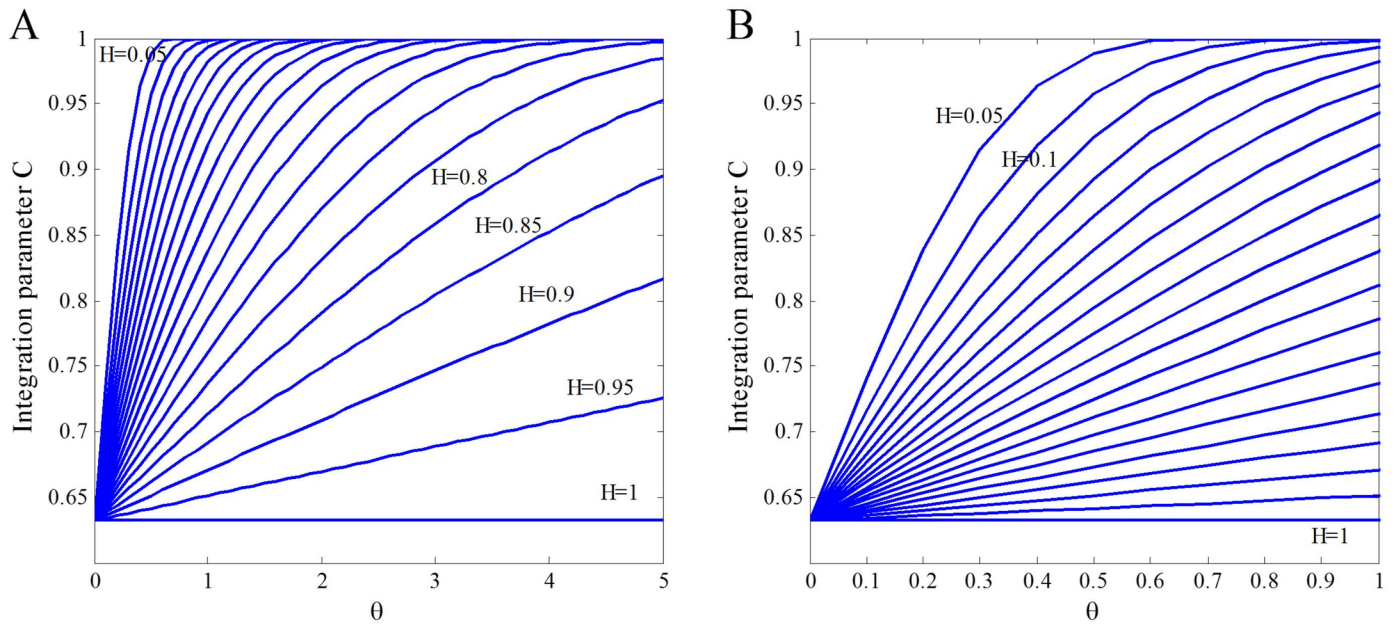 A
Integration parameter C
1
0.95
0.9
0.85
0.8
0.75
0.7
0.65
H=0.05
H=0.8
H=0.85
H=0.9
H=0.95
H=1
0 1 2 3 4 5
θ
B
Integration parameter C
1
0.95
0.9
0.85
0.8
0.75
0.7
0.65
H=0.05
H=0.1
H=1
0 0.1 0.2 0.3 0.4 0.5 0.6 0.7 0.8 0.9 1
θ